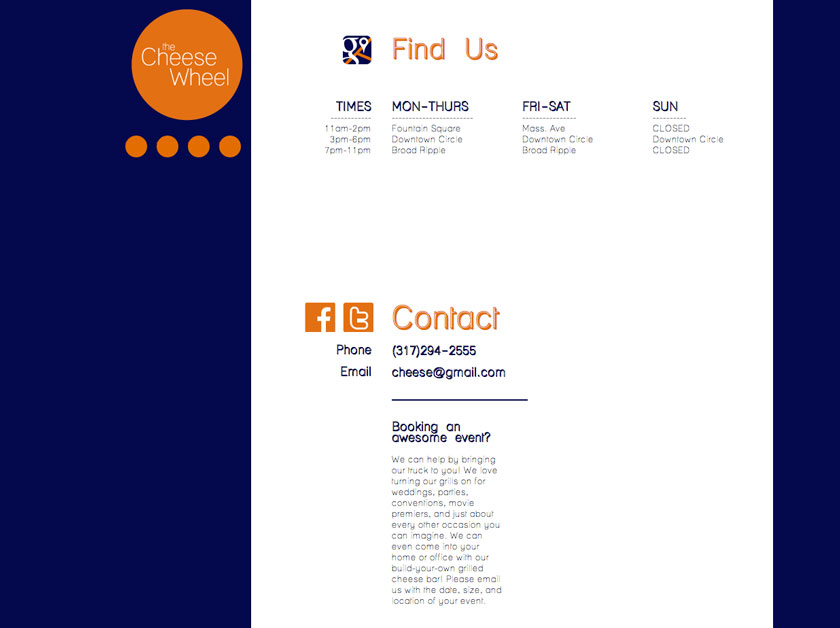 the
Cheese
Wheel
Find Us
TIMES MON-THURS FRI-SAT SUN
11am-2pm Fountain Square Mass. Ave CLOSED
3pm-6pm Downtown Circle Downtown Circle Downtown Circle
7pm-11pm Broad Ripple Broad Ripple CLOSED
Contact
Phone (317)294-2555
Email cheese@gmail.com
Booking an
awesome event?
We can help by bringing
our truck to you! We love
turning our grills on for
weddings, parties,
conventions, movie
premiers, and just about
every other occasion you
can imagine. We can
even come into your
home or office with our
build-your-own grilled
cheese bar! Please email
us with the date, size, and
location of your event.